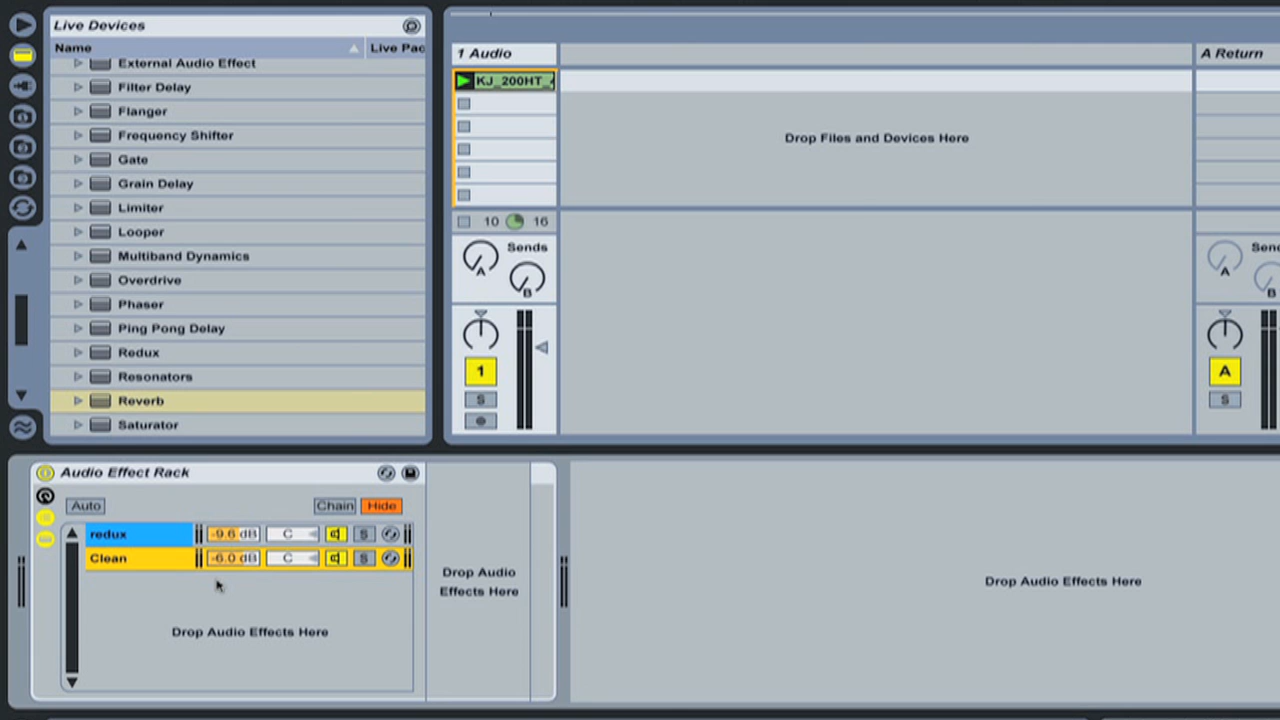 Live Devices
Name
Live Pac
External Audio Effect
Filter Delay
Flanger
Frequency Shifter
Gate
Grain Delay
Limiter
Looper
Multiband Dynamics
Overdrive
Phaser
Ping Pong Delay
Redux
Resonators
Reverb
Saturator
1 Audio
KJ_200HT_
Drop Files and Devices Here
10 16
Sends
A
B
1
S
A Return
Sen
A
B
A
S
Audio Effect Rack
Auto
Chain
Hide
redux -9.6 dB C S
Clean -6.0 dB C S
Drop Audio Effects Here
Drop Audio
Effects Here
Drop Audio Effects Here